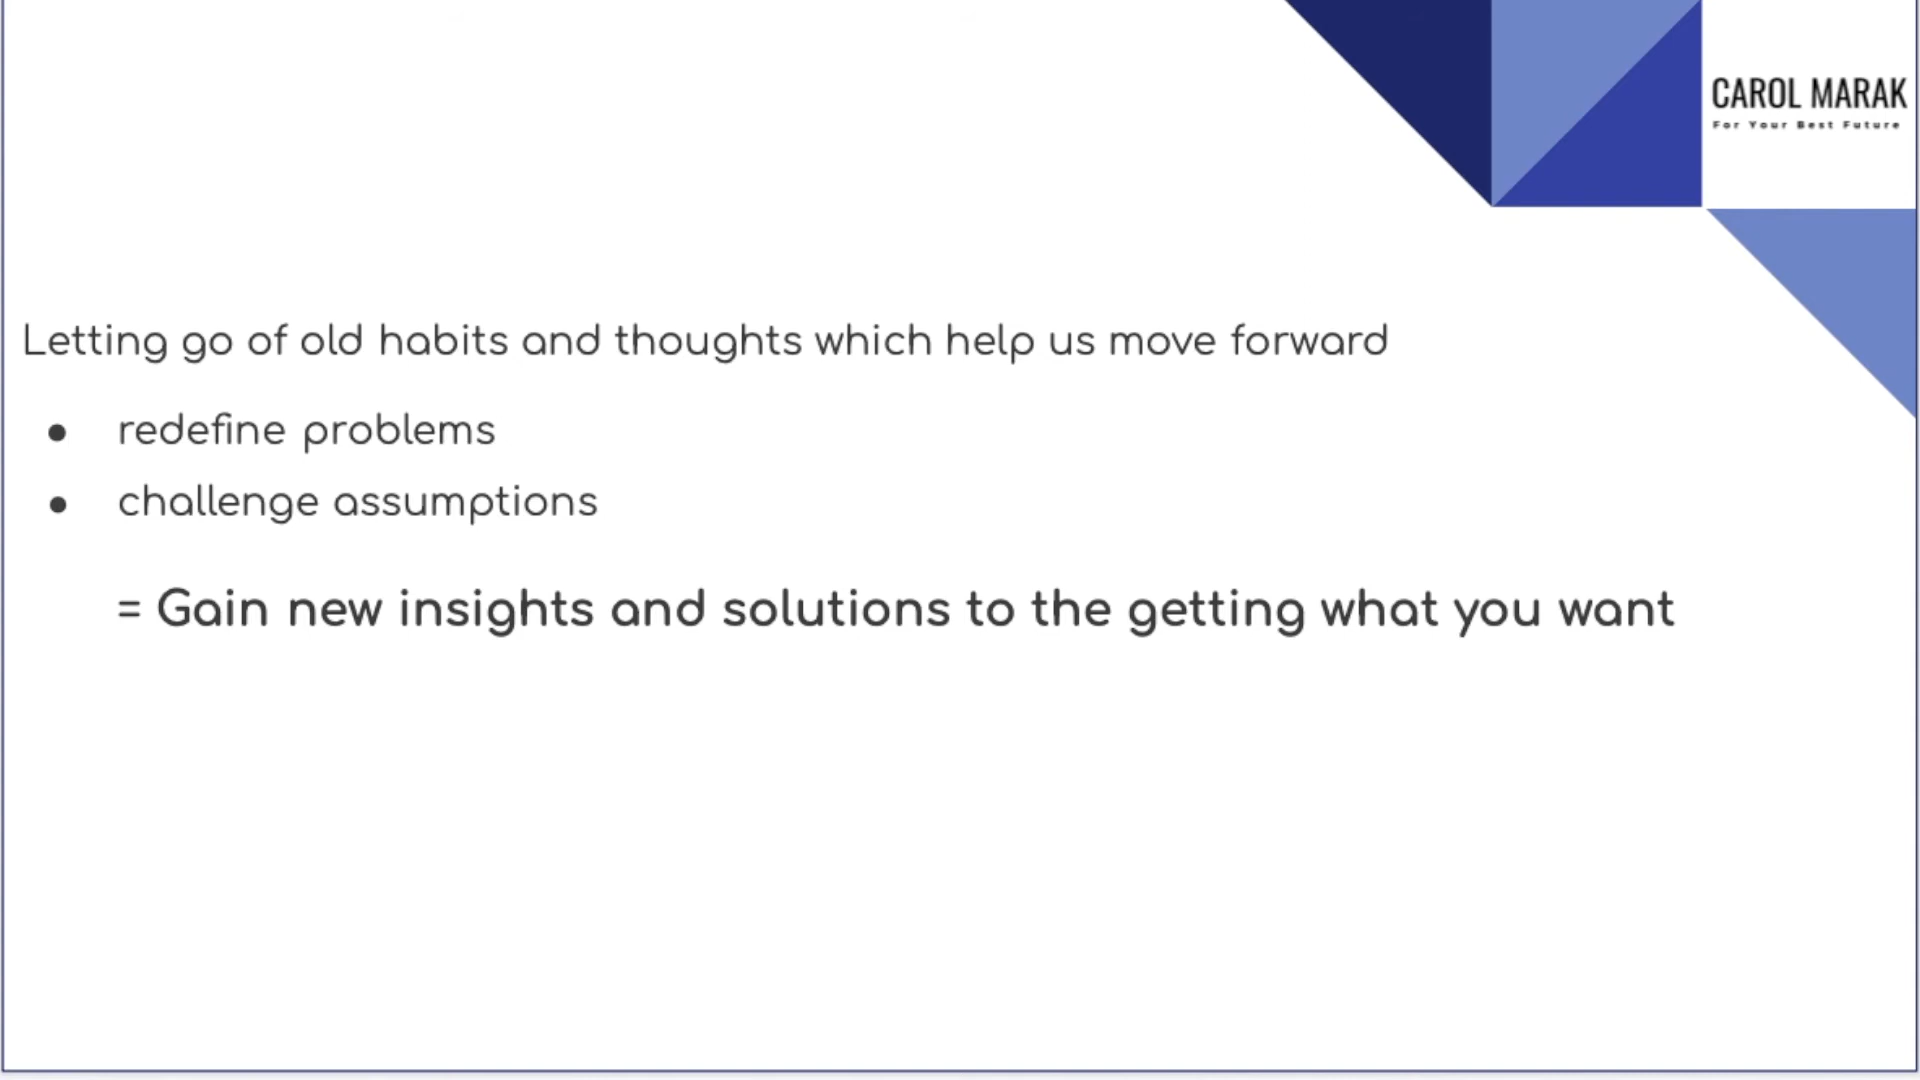 CAROL MARAK
For Your Best Future
Letting go of old habits and thoughts which help us move forward
● redefine problems
● challenge assumptions
= Gain new insights and solutions to the getting what you want